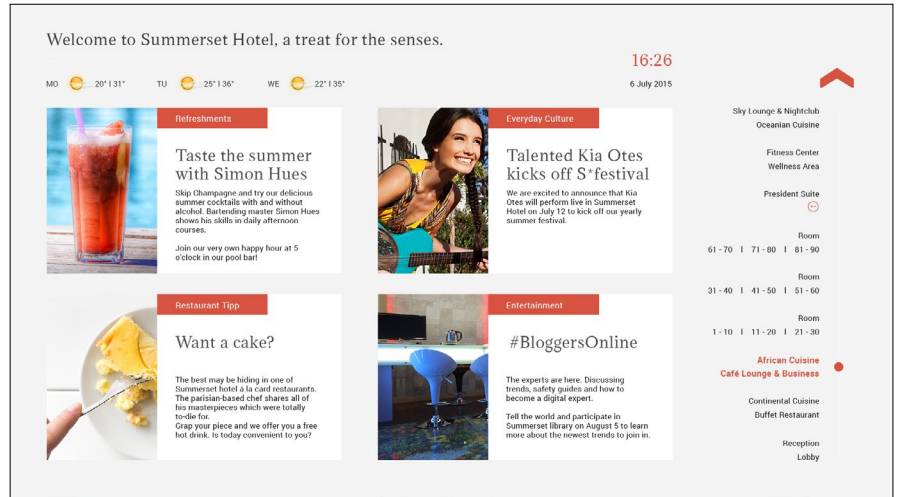 Welcome to Summerset Hotel, a treat for the senses.
16:26
MO 20° I 31° TU 25° I 36° WE 22° I 35°
6 July 2015
Refreshments
Taste the summer
with Simon Hues
Skip Champagne and try our delicious
summer cocktails with and without
alcohol. Bartending master Simon Hues
shows his skills in daily afternoon
courses.
Join our very own happy hour at 5
o'clock in our pool bar!
Everyday Culture
Talented Kia Otes
kicks off S*festival
We are excited to announce that Kia
Otes will perform live in Summerset
Hotel on July 12 to kick off our yearly
summer festival.
Restaurant Tipp
Want a cake?
The best may be hiding in one of
Summerset hotel á la card restaurants.
The parisian-based chef shares all of
his masterpieces which were totally
to-die for.
Grap your piece and we offer you a free
hot drink. Is today convenient to you?
Entertainment
#BloggersOnline
The experts are here. Discussing
trends, safety guides and how to
become a digital expert.
Tell the world and participate in
Summerset library on August 5 to learn
more about the newest trends to join in.
Sky Lounge & Nightclub
Oceanian Cuisine
Fitness Center
Wellness Area
President Suite
Room
61 - 70 I 71 - 80 I 81 - 90
Room
31 - 40 I 41 - 50 I 51 - 60
Room
1 - 10 I 11 - 20 I 21 - 30
African Cuisine
Café Lounge & Business
Continental Cuisine
Buffet Restaurant
Reception
Lobby